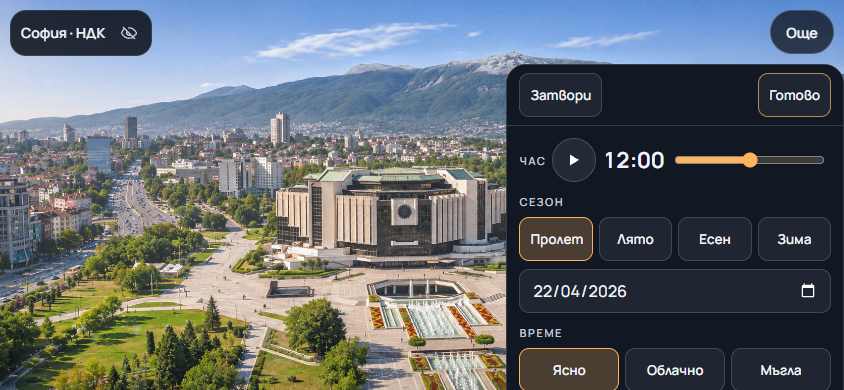 София · НДК
Още
Затвори
Готово
ЧАС
12:00
СЕЗОН
Пролет
Лято
Есен
Зима
22/04/2026
ВРЕМЕ
Ясно
Облачно
Мъгла